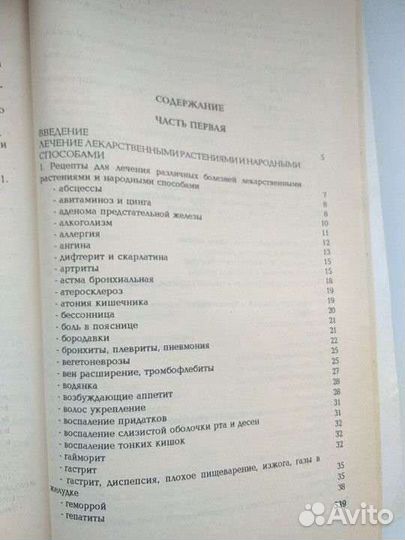 СОДЕРЖАНИЕ
ЧАСТЬ ПЕРВАЯ
ВВЕДЕНИЕ
ЛЕЧЕНИЕ ЛЕКАРСТВЕННЫМИ РАСТЕНИЯМИ И НАРОДНЫМИ
СПОСОБАМИ 5
1. Рецепты для лечения различных болезней лекарственными
растениями и народными способами
- абсцессы 7
- авитаминоз и цинга 8
- аденома предстательной железы 8
- алкоголизм 10
- аллергия 11
- ангина 12
- дифтерит и скарлатина 13
- артриты 15
- астма бронхиальная 15
- атеросклероз 18
- атония кишечника 19
- бессонница 19
- боль в пояснице 20
- бородавки 21
- бронхиты, плевриты, пневмония 21
- вегетоневрозы 22
- вен расширение, тромбофлебиты 25
- водянка 25
- возбуждающие аппетит 27
- волос укрепление 28
- воспаление придатков 28
- воспаление слизистой оболочки рта и десен 31
- воспаление тонких кишок 31
- гайморит 32
- гастрит 32
- гастрит, диспепсия, плохое пищеварение, изжога, газы в
желудке 35
- геморрой 35
- гепатиты 38
Avito